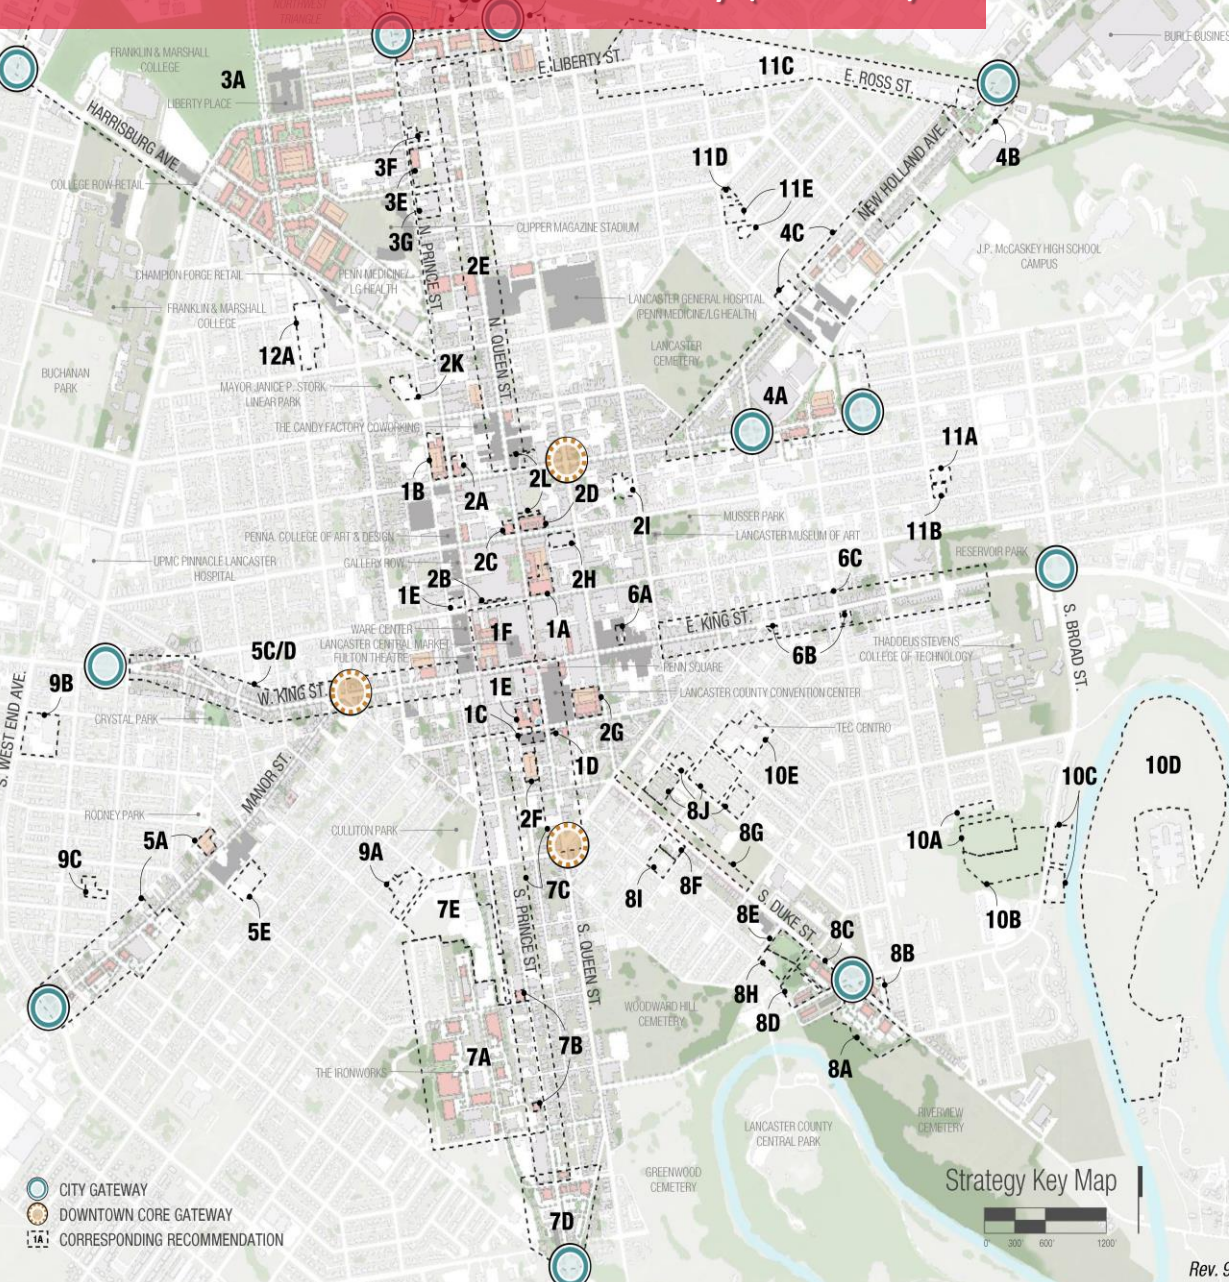 NORTHWEST
TRIANGLE
FRANKLIN & MARSHALL
COLLEGE
3A
LIBERTY PLACE
E. LIBERTY ST.
11C
E. ROSS ST.
BURLE BUSINES
HARRISBURG AVE.
COLLEGE ROW RETAIL
3F
3E
3G
N. PRINCE ST.
2E
CLIPPER MAGAZINE STADIUM
11D
11E
4C
NEW HOLLAND AVE.
4B
J.P. McCASKEY HIGH SCHOOL
CAMPUS
CHAMPION FORGE RETAIL
PENN MEDICINE/
LG HEALTH
FRANKLIN & MARSHALL
COLLEGE
LANCASTER GENERAL HOSPITAL
(PENN MEDICINE/LG HEALTH)
12A
N. QUEEN ST.
LANCASTER
CEMETERY
BUCHANAN
PARK
MAYOR JANICE P. STORK
LINEAR PARK
2K
4A
THE CANDY FACTORY COWORKING
1B
2A
2L
2D
2I
11A
11B
MUSSER PARK
LANCASTER MUSEUM OF ART
PENNA. COLLEGE OF ART & DESIGN
GALLERY ROW
UPMC PINNACLE LANCASTER
HOSPITAL
2C
2H
2B
1E
6A
6C
RESERVOIR PARK
WARE CENTER
LANCASTER CENTRAL MARKET
FULTON THEATRE
1F
1A
E. KING ST.
6B
THADDEUS STEVENS
COLLEGE OF TECHNOLOGY
S. BROAD ST.
5C/D
W. KING ST.
PENN SQUARE
LANCASTER COUNTY CONVENTION CENTER
9B
S. WEST END AVE.
CRYSTAL PARK
1E
1C
2G
1D
TEC CENTRO
10E
10C
10D
MANOR ST.
RODNEY PARK
5A
CULLITON PARK
2F
8J
8G
10A
9C
9A
7C
8I
8F
5E
7E
S. PRINCE ST.
S. QUEEN ST.
8E
S. DUKE ST.
8C
8B
10B
8H
8D
WOODWARD HILL
CEMETERY
7A
7B
8A
THE IRONWORKS
LANCASTER COUNTY
CENTRAL PARK
RIVERVIEW
CEMETERY
GREENWOOD
CEMETERY
7D
CITY GATEWAY
DOWNTOWN CORE GATEWAY
1A CORRESPONDING RECOMMENDATION
Strategy Key Map
0' 300' 600' 1200'
Rev. 9